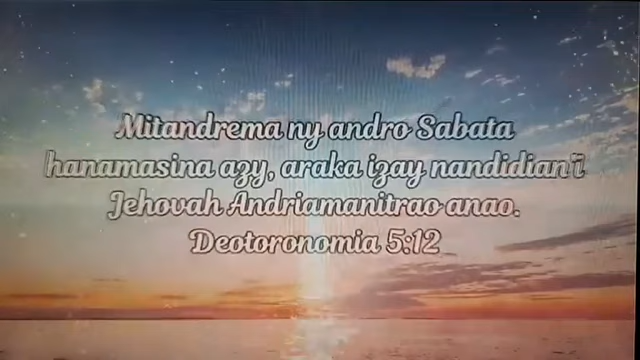 Mitandrema ny andro Sabata
hanamasina azy, araka izay nandidian'i
Jehovah Andriamanitrao anao.
Deotoronomia 5:12